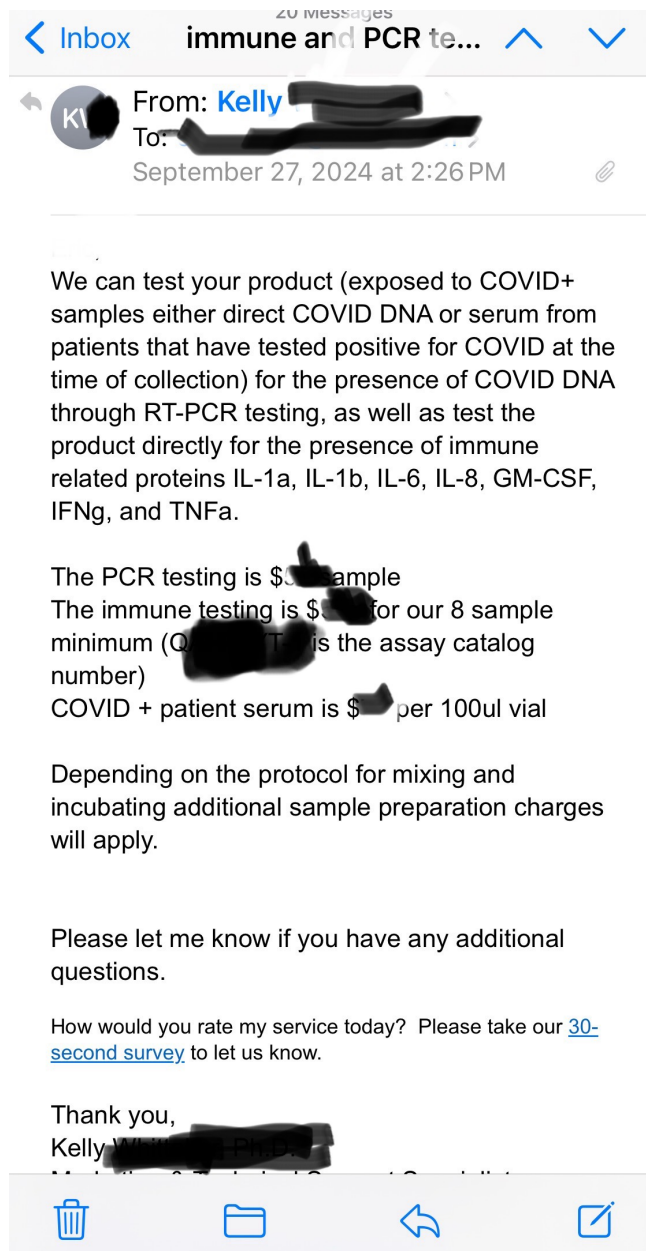 20 Messages
Inbox
immune and PCR te...
From: Kelly
To:
September 27, 2024 at 2:26 PM
We can test your product (exposed to COVID+
samples either direct COVID DNA or serum from
patients that have tested positive for COVID at the
time of collection) for the presence of COVID DNA
through RT-PCR testing, as well as test the
product directly for the presence of immune
related proteins IL-1a, IL-1b, IL-6, IL-8, GM-CSF,
IFNg, and TNFa.
The PCR testing is $ sample
The immune testing is $ for our 8 sample
minimum ( is the assay catalog
number)
COVID + patient serum is $ per 100ul vial
Depending on the protocol for mixing and
incubating additional sample preparation charges
will apply.
Please let me know if you have any additional
questions.
How would you rate my service today?  Please take our 30-
second survey to let us know.
Thank you,
Kelly